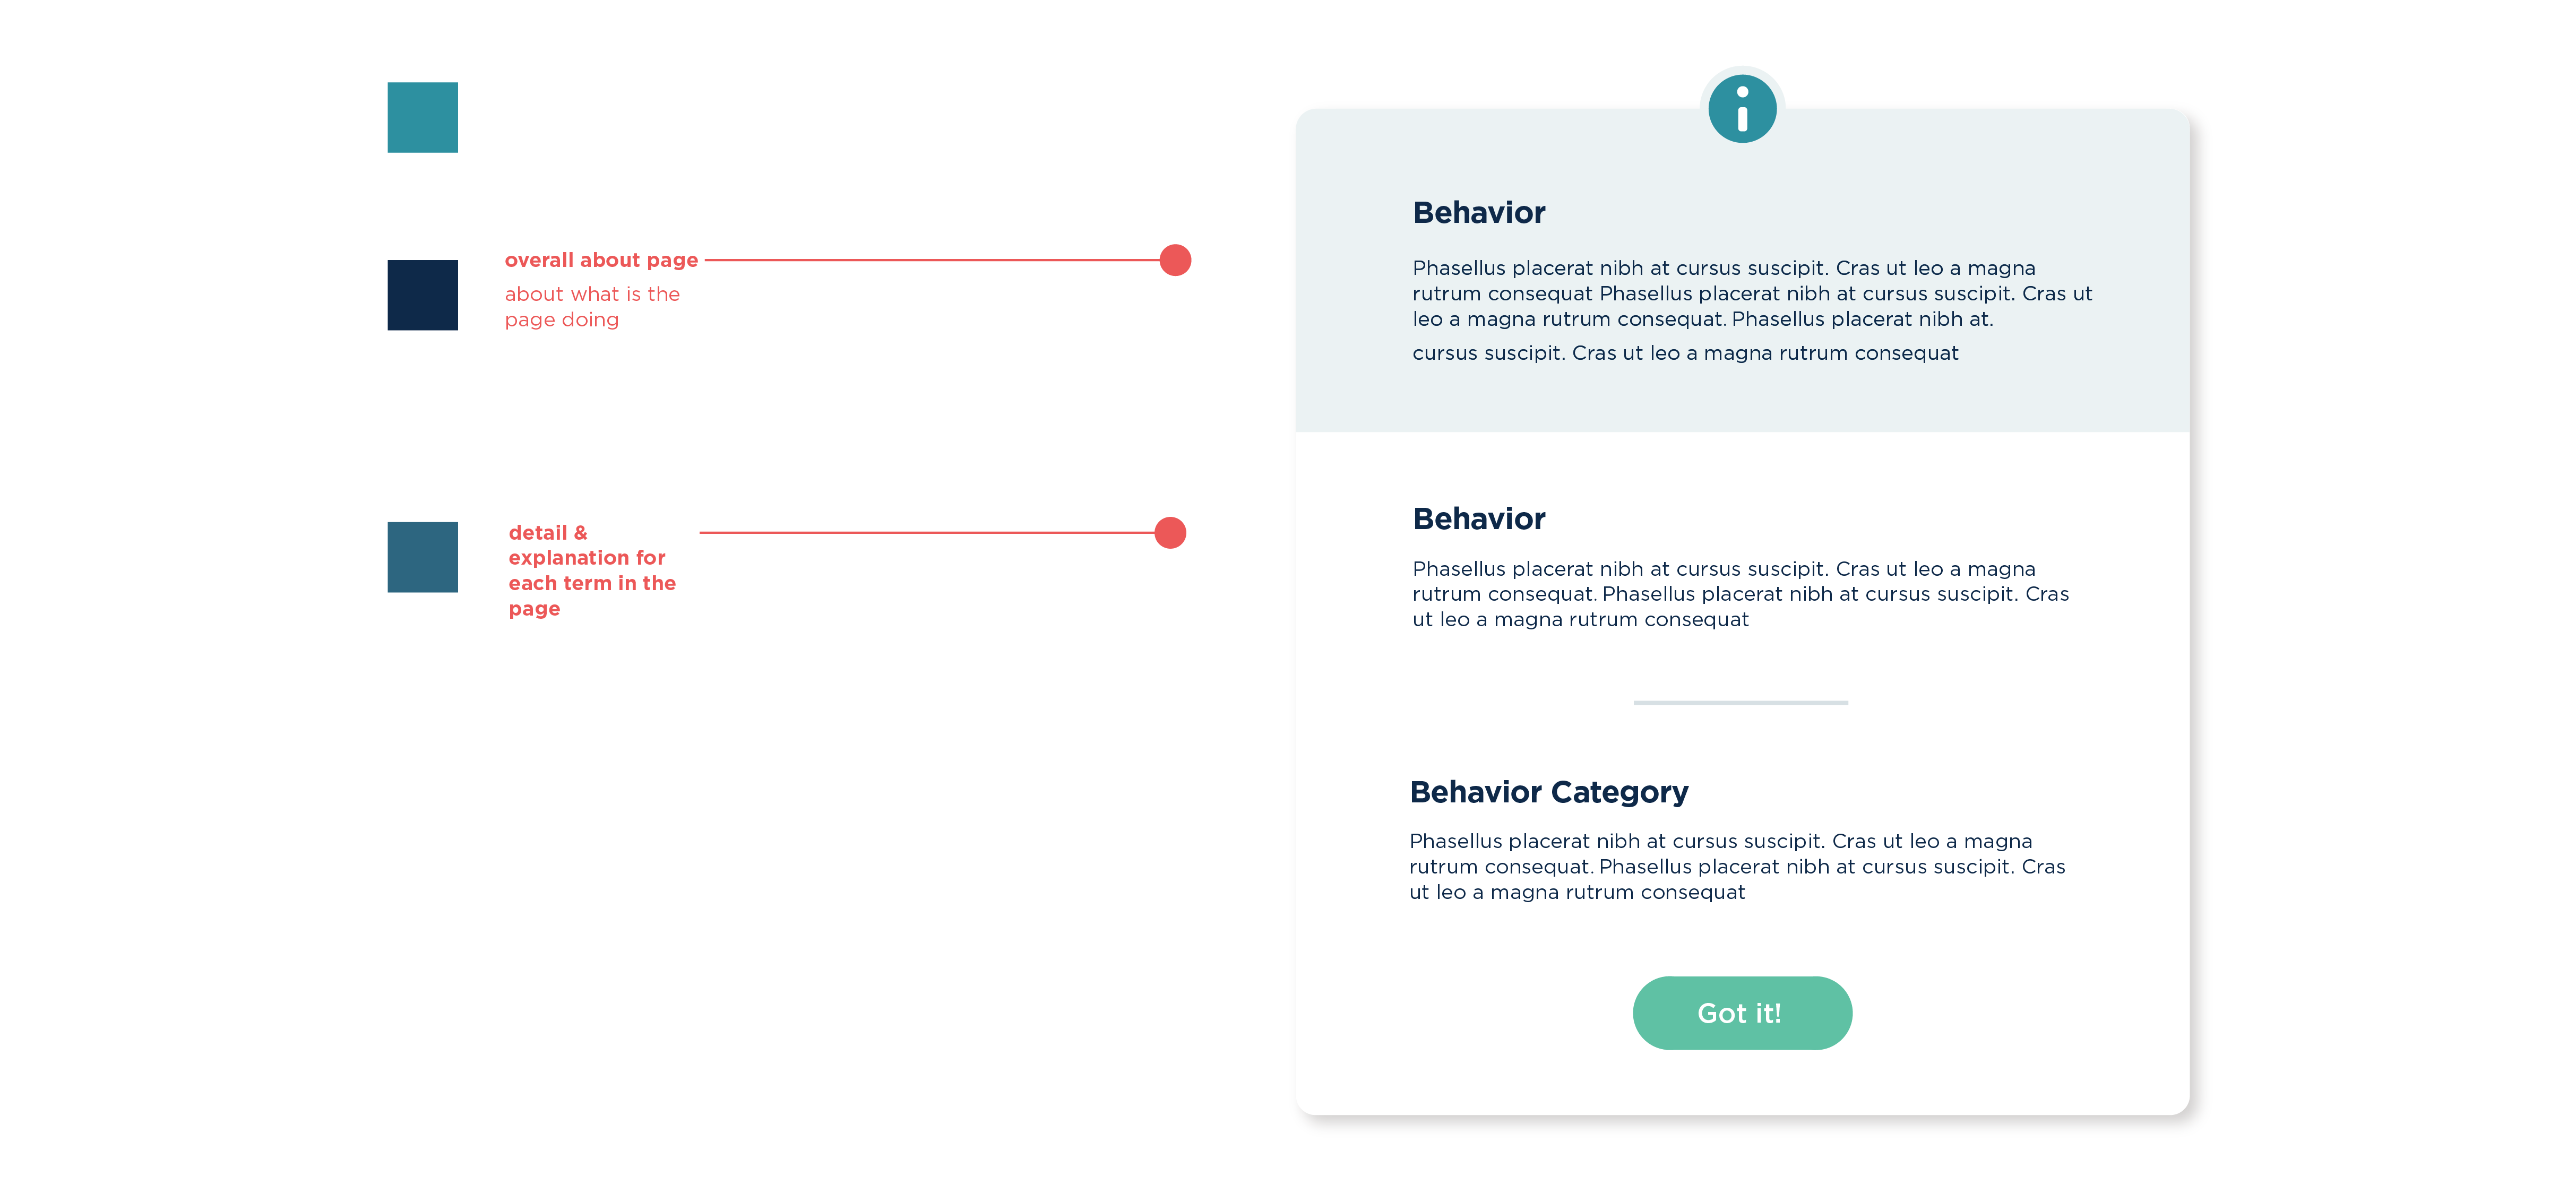 overall about page
about what is the
page doing
detail &
explanation for
each term in the
page
Behavior
Phasellus placerat nibh at cursus suscipit. Cras ut leo a magna
rutrum consequat Phasellus placerat nibh at cursus suscipit. Cras ut
leo a magna rutrum consequat. Phasellus placerat nibh at.
cursus suscipit. Cras ut leo a magna rutrum consequat
Behavior
Phasellus placerat nibh at cursus suscipit. Cras ut leo a magna
rutrum consequat. Phasellus placerat nibh at cursus suscipit. Cras
ut leo a magna rutrum consequat
Behavior Category
Phasellus placerat nibh at cursus suscipit. Cras ut leo a magna
rutrum consequat. Phasellus placerat nibh at cursus suscipit. Cras
ut leo a magna rutrum consequat
Got it!